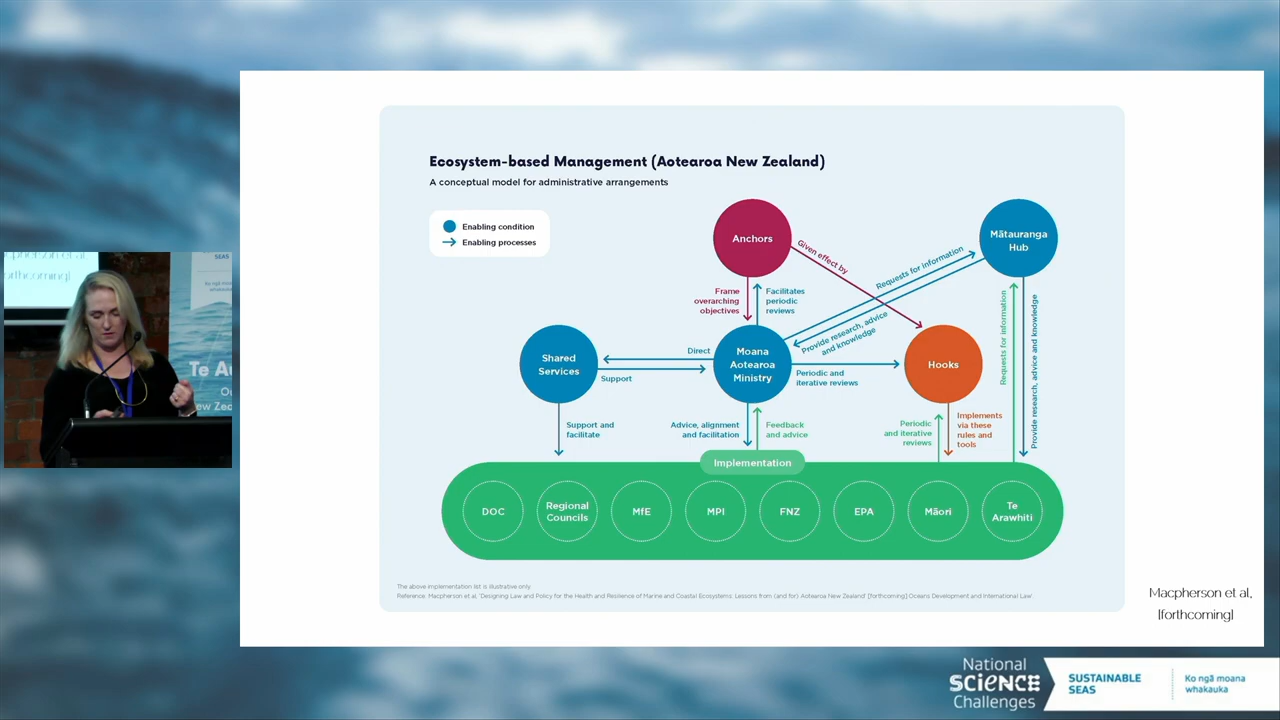 Ecosystem-based Management (Aotearoa New Zealand)
A conceptual model for administrative arrangements
Enabling condition
Enabling processes
Anchors
Mātauranga
Hub
Given effect by
Requests for information
Provide research, advice
and knowledge
Frame
overarching
objectives
Facilitates
periodic
reviews
Shared
Services
Direct
Support
Moana
Aotearoa
Ministry
Periodic and
iterative reviews
Hooks
Requests for information
Provide research, advice and knowledge
Support and
facilitate
Advice, alignment
and facilitation
Feedback
and advice
Periodic
and iterative
reviews
Implements
via these
rules and
tools
Implementation
DOC
Regional
Councils
MfE
MPI
FNZ
EPA
Māori
Te
Arawhiti
The above implementation list is illustrative only.
Reference: Macpherson et al, 'Designing Law and Policy for the Health and Resilience of Marine and Coastal Ecosystems: Lessons from (and for) Aotearoa New Zealand' [forthcoming] Oceans Development and International Law'
Macpherson et al,
[forthcoming]
National
SCIENCE
Challenges
SUSTAINABLE
SEAS
Ko ngā moana
whakauka
SEAS
Te Au